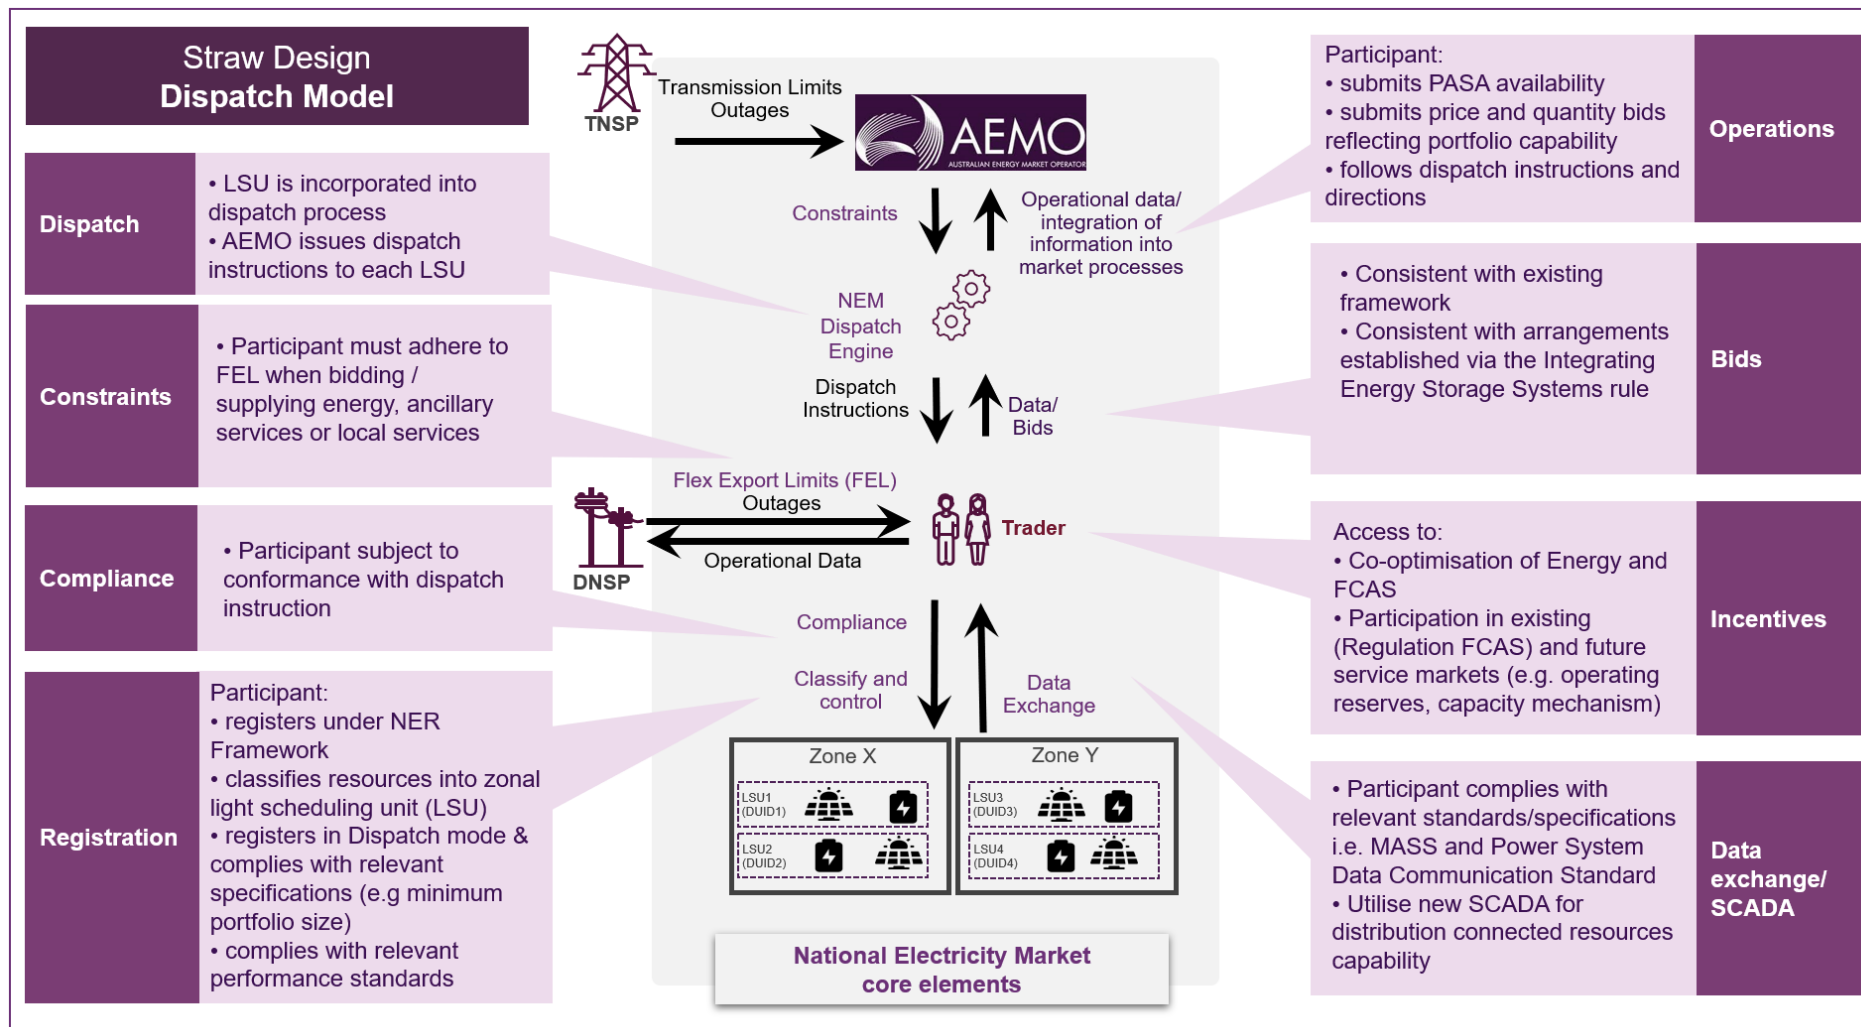 Straw Design
Dispatch Model
Dispatch
• LSU is incorporated into
dispatch process
• AEMO issues dispatch
instructions to each LSU
Constraints
• Participant must adhere to
FEL when bidding /
supplying energy, ancillary
services or local services
Compliance
• Participant subject to
conformance with dispatch
instruction
Registration
Participant:
• registers under NER
Framework
• classifies resources into zonal
light scheduling unit (LSU)
• registers in Dispatch mode &
complies with relevant
specifications (e.g minimum
portfolio size)
• complies with relevant
performance standards
TNSP
Transmission Limits
Outages
AEMO
AUSTRALIAN ENERGY MARKET OPERATOR
Constraints
Operational data/
integration of
information into
market processes
NEM
Dispatch
Engine
Dispatch
Instructions
Data/
Bids
Flex Export Limits (FEL)
Outages
Operational Data
DNSP
Trader
Compliance
Classify and
control
Data
Exchange
Zone X
LSU1
(DUID1)
LSU2
(DUID2)
Zone Y
LSU3
(DUID3)
LSU4
(DUID4)
National Electricity Market
core elements
Participant:
• submits PASA availability
• submits price and quantity bids
reflecting portfolio capability
• follows dispatch instructions and
directions
Operations
• Consistent with existing
framework
• Consistent with arrangements
established via the Integrating
Energy Storage Systems rule
Bids
Access to:
• Co-optimisation of Energy and
FCAS
• Participation in existing
(Regulation FCAS) and future
service markets (e.g. operating
reserves, capacity mechanism)
Incentives
• Participant complies with
relevant standards/specifications
i.e. MASS and Power System
Data Communication Standard
• Utilise new SCADA for
distribution connected resources
capability
Data
exchange/
SCADA